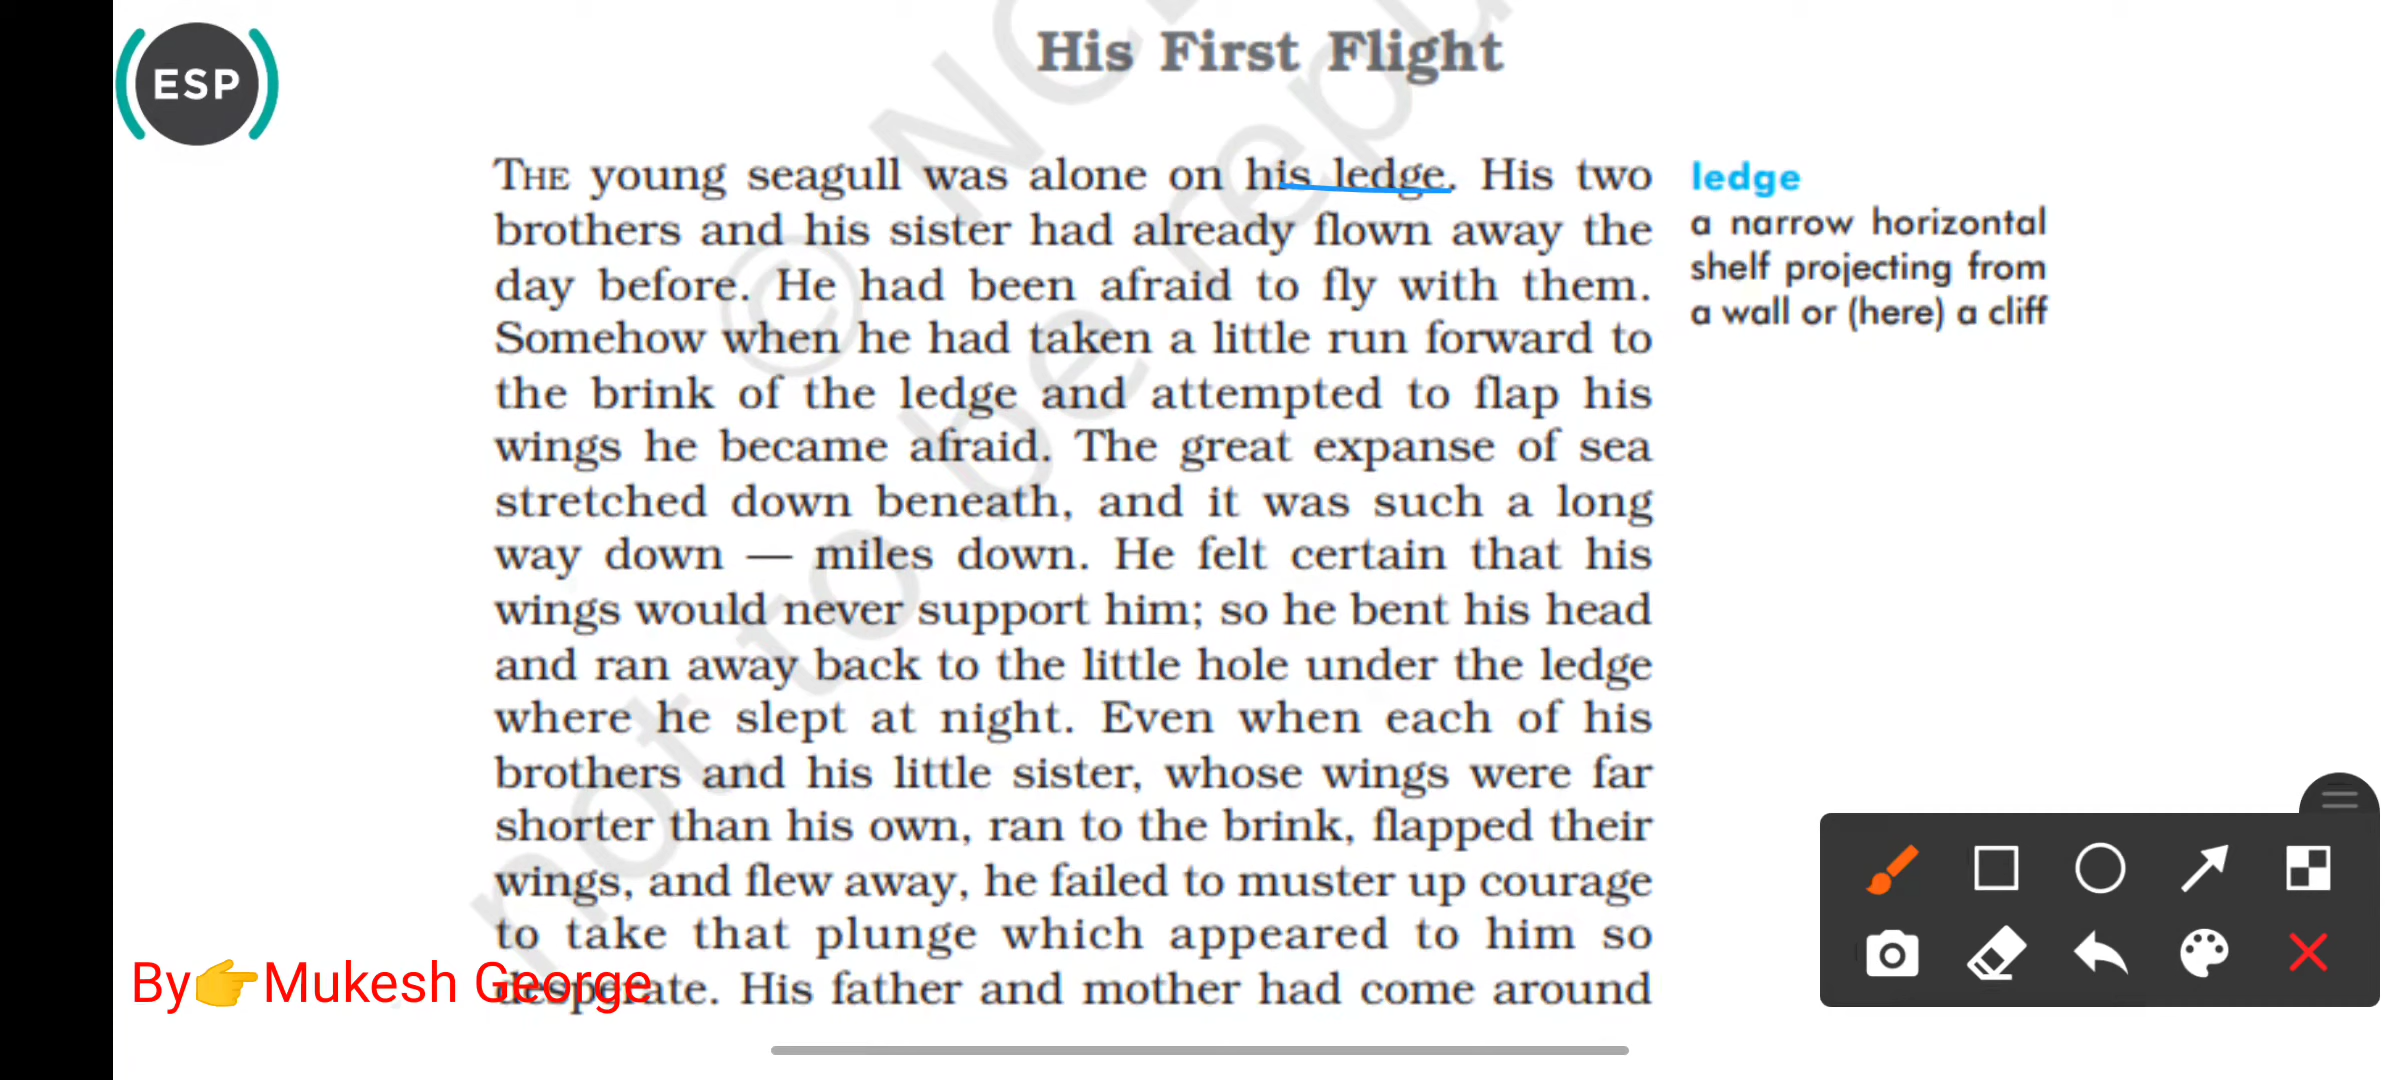 ESP
His First Flight
THE young seagull was alone on his ledge. His two
brothers and his sister had already flown away the
day before. He had been afraid to fly with them.
Somehow when he had taken a little run forward to
the brink of the ledge and attempted to flap his
wings he became afraid. The great expanse of sea
stretched down beneath, and it was such a long
way down — miles down. He felt certain that his
wings would never support him; so he bent his head
and ran away back to the little hole under the ledge
where he slept at night. Even when each of his
brothers and his little sister, whose wings were far
shorter than his own, ran to the brink, flapped their
wings, and flew away, he failed to muster up courage
to take that plunge which appeared to him so
desperate. His father and mother had come around
ledge
a narrow horizontal
shelf projecting from
a wall or (here) a cliff
By👉Mukesh George
not to be repu
© NCE